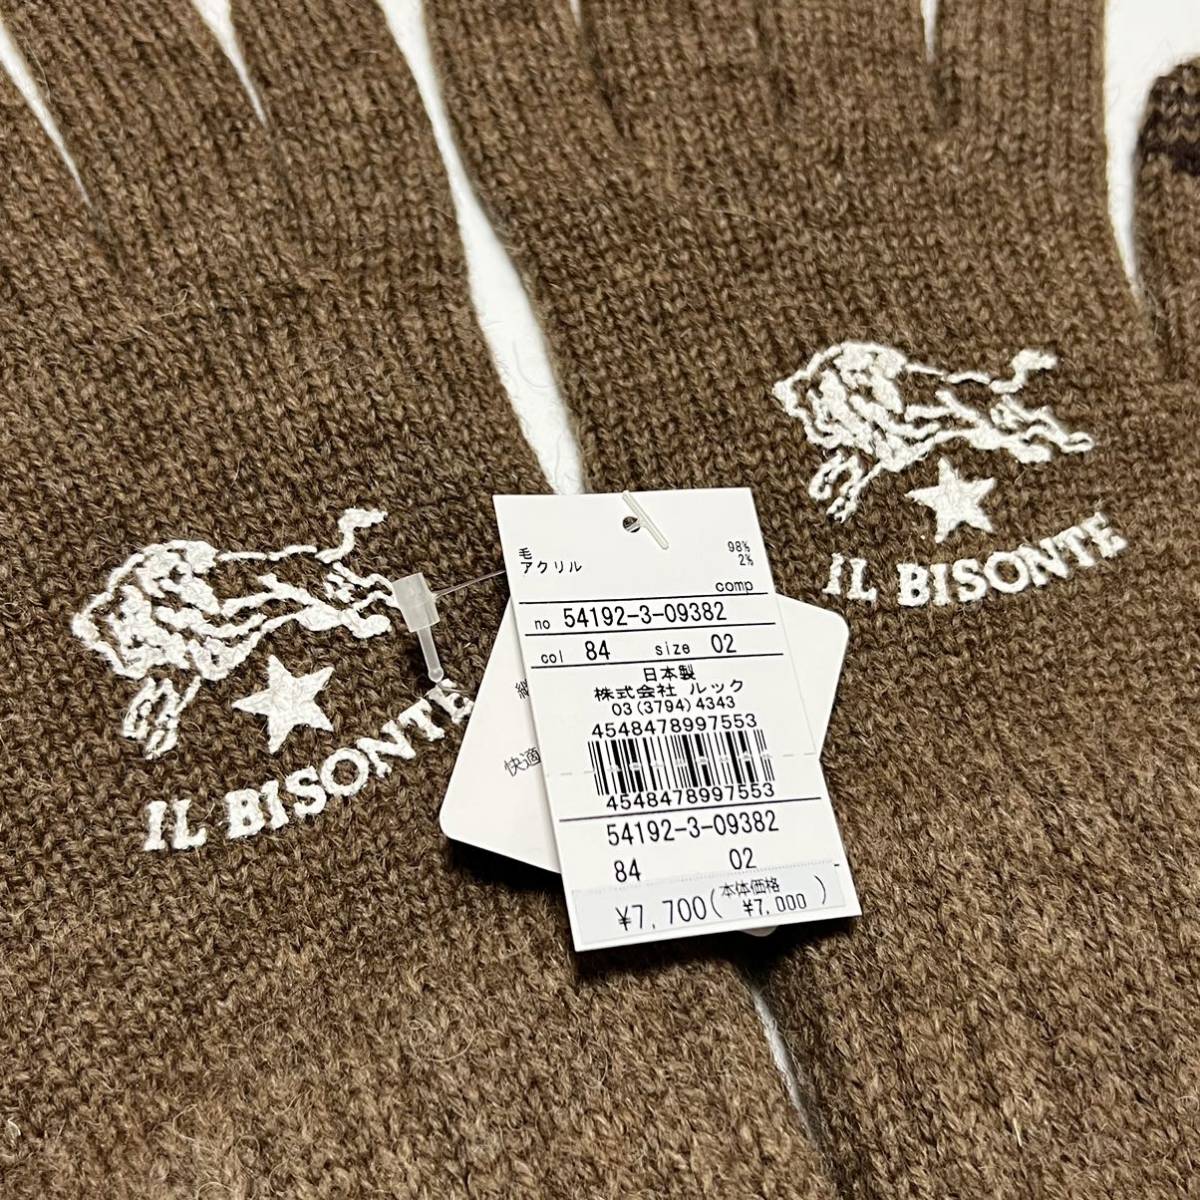 IL BISONTE
IL BISONTE
毛 98%
アクリル 2%
comp
no 54192-3-09382
col 84 size 02
日本製
株式会社 ルック
03(3794)4343
4548478997553
4548478997553
54192-3-09382
84 02
¥7,700(本体価格 ¥7,000)
快適